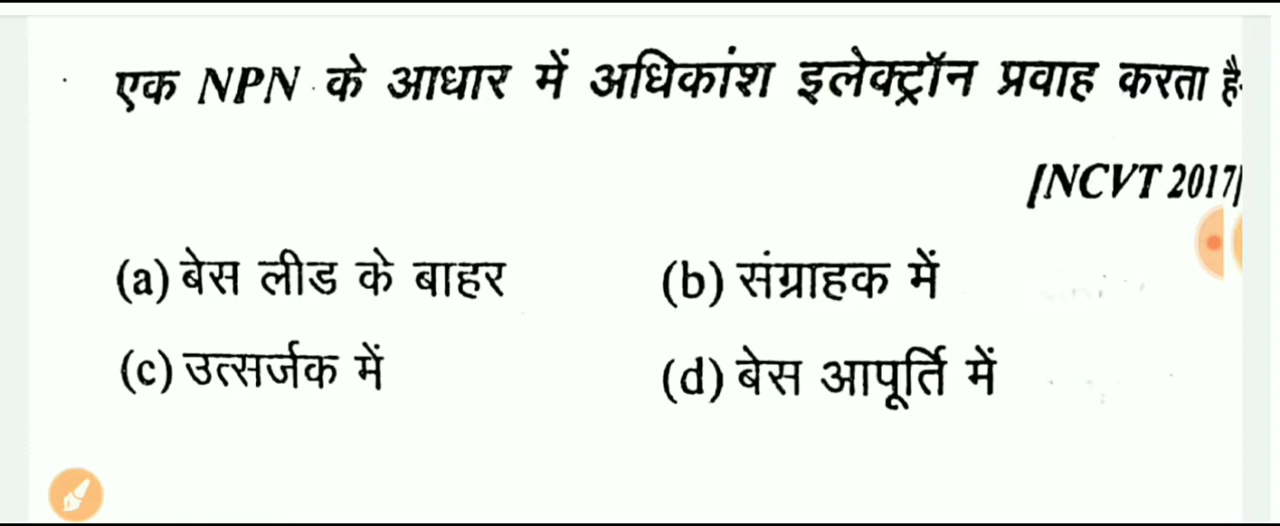 एक NPN के आधार में अधिकांश इलेक्ट्रॉन प्रवाह करता है
[NCVT 2017]
(a) बेस लीड के बाहर (b) संग्राहक में
(c) उत्सर्जक में (d) बेस आपूर्ति में